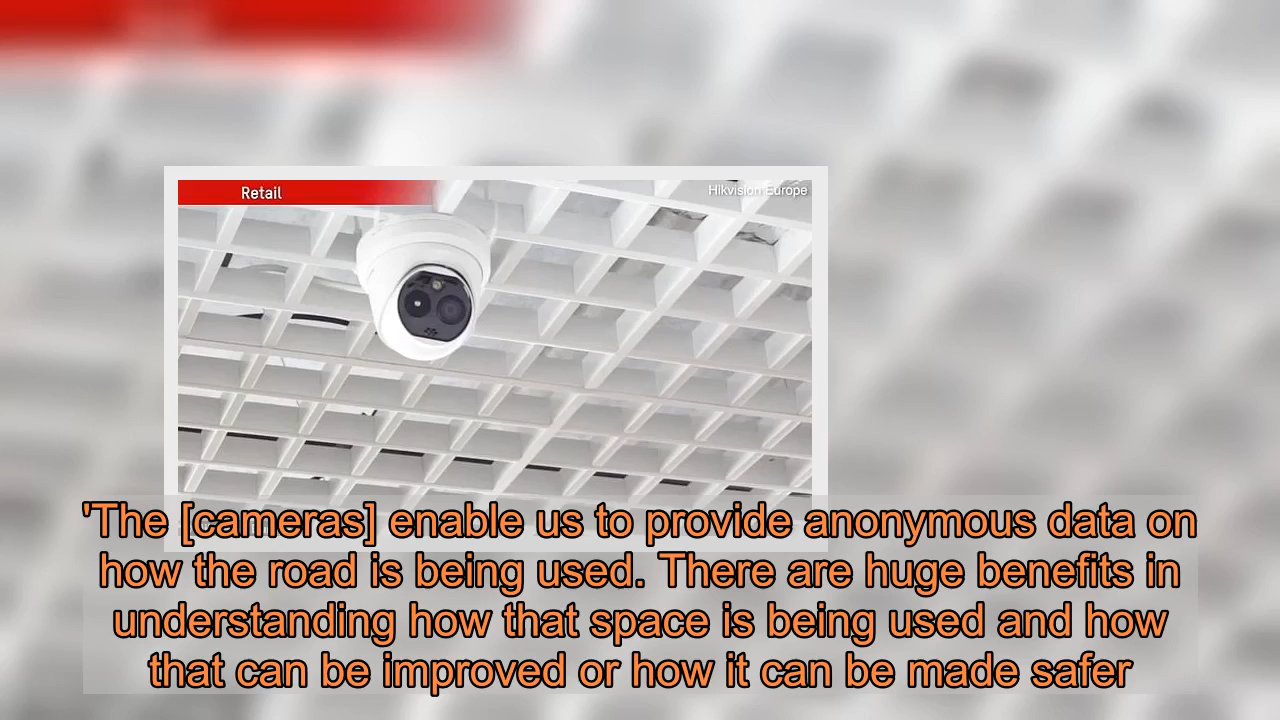 Retail
Hikvision Europe
'The [cameras] enable us to provide anonymous data on
how the road is being used. There are huge benefits in
understanding how that space is being used and how
that can be improved or how it can be made safer